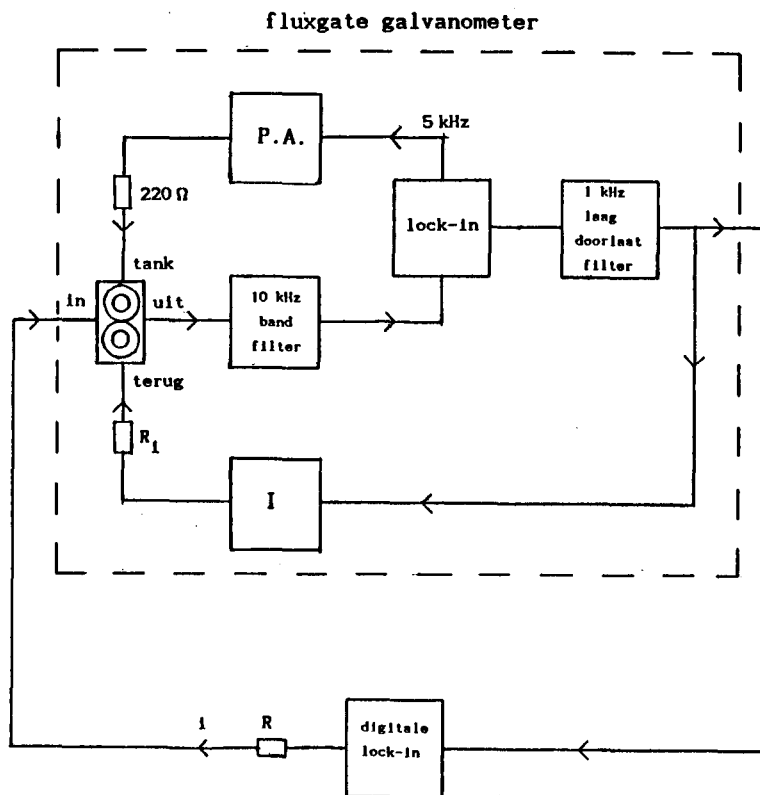 fluxgate galvanometer
P.A.
5 kHz
220 Ω
lock-in
1 kHz
laag
doorlaat
filter
tank
in
uit
10 kHz
band
filter
terug
R1
I
i
R
digitale
lock-in